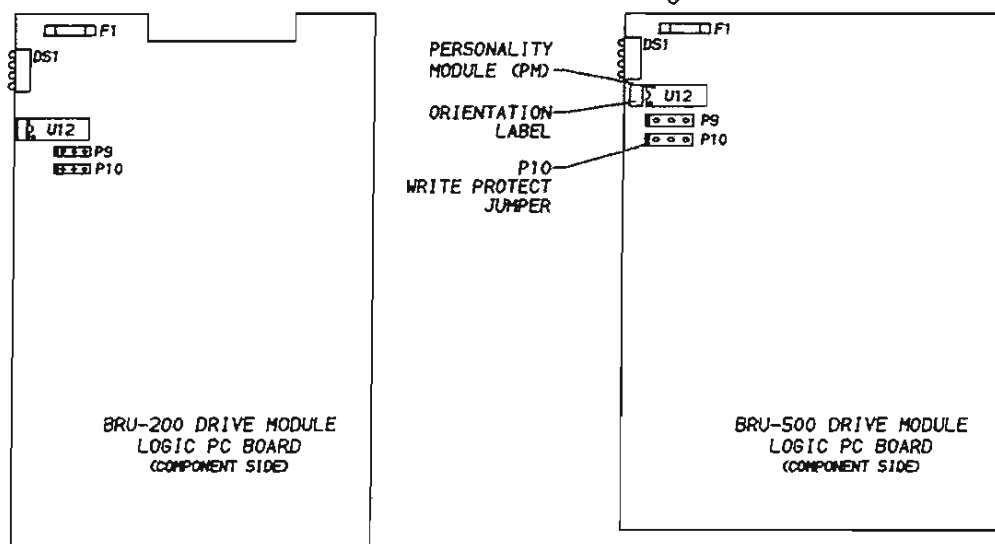 F1
DS1
U12
P9
P10
BRU-200 DRIVE MODULE
LOGIC PC BOARD
(COMPONENT SIDE)
PERSONALITY
MODULE (PM)
ORIENTATION
LABEL
P10
WRITE PROTECT
JUMPER
F1
DS1
U12
P9
P10
BRU-500 DRIVE MODULE
LOGIC PC BOARD
(COMPONENT SIDE)